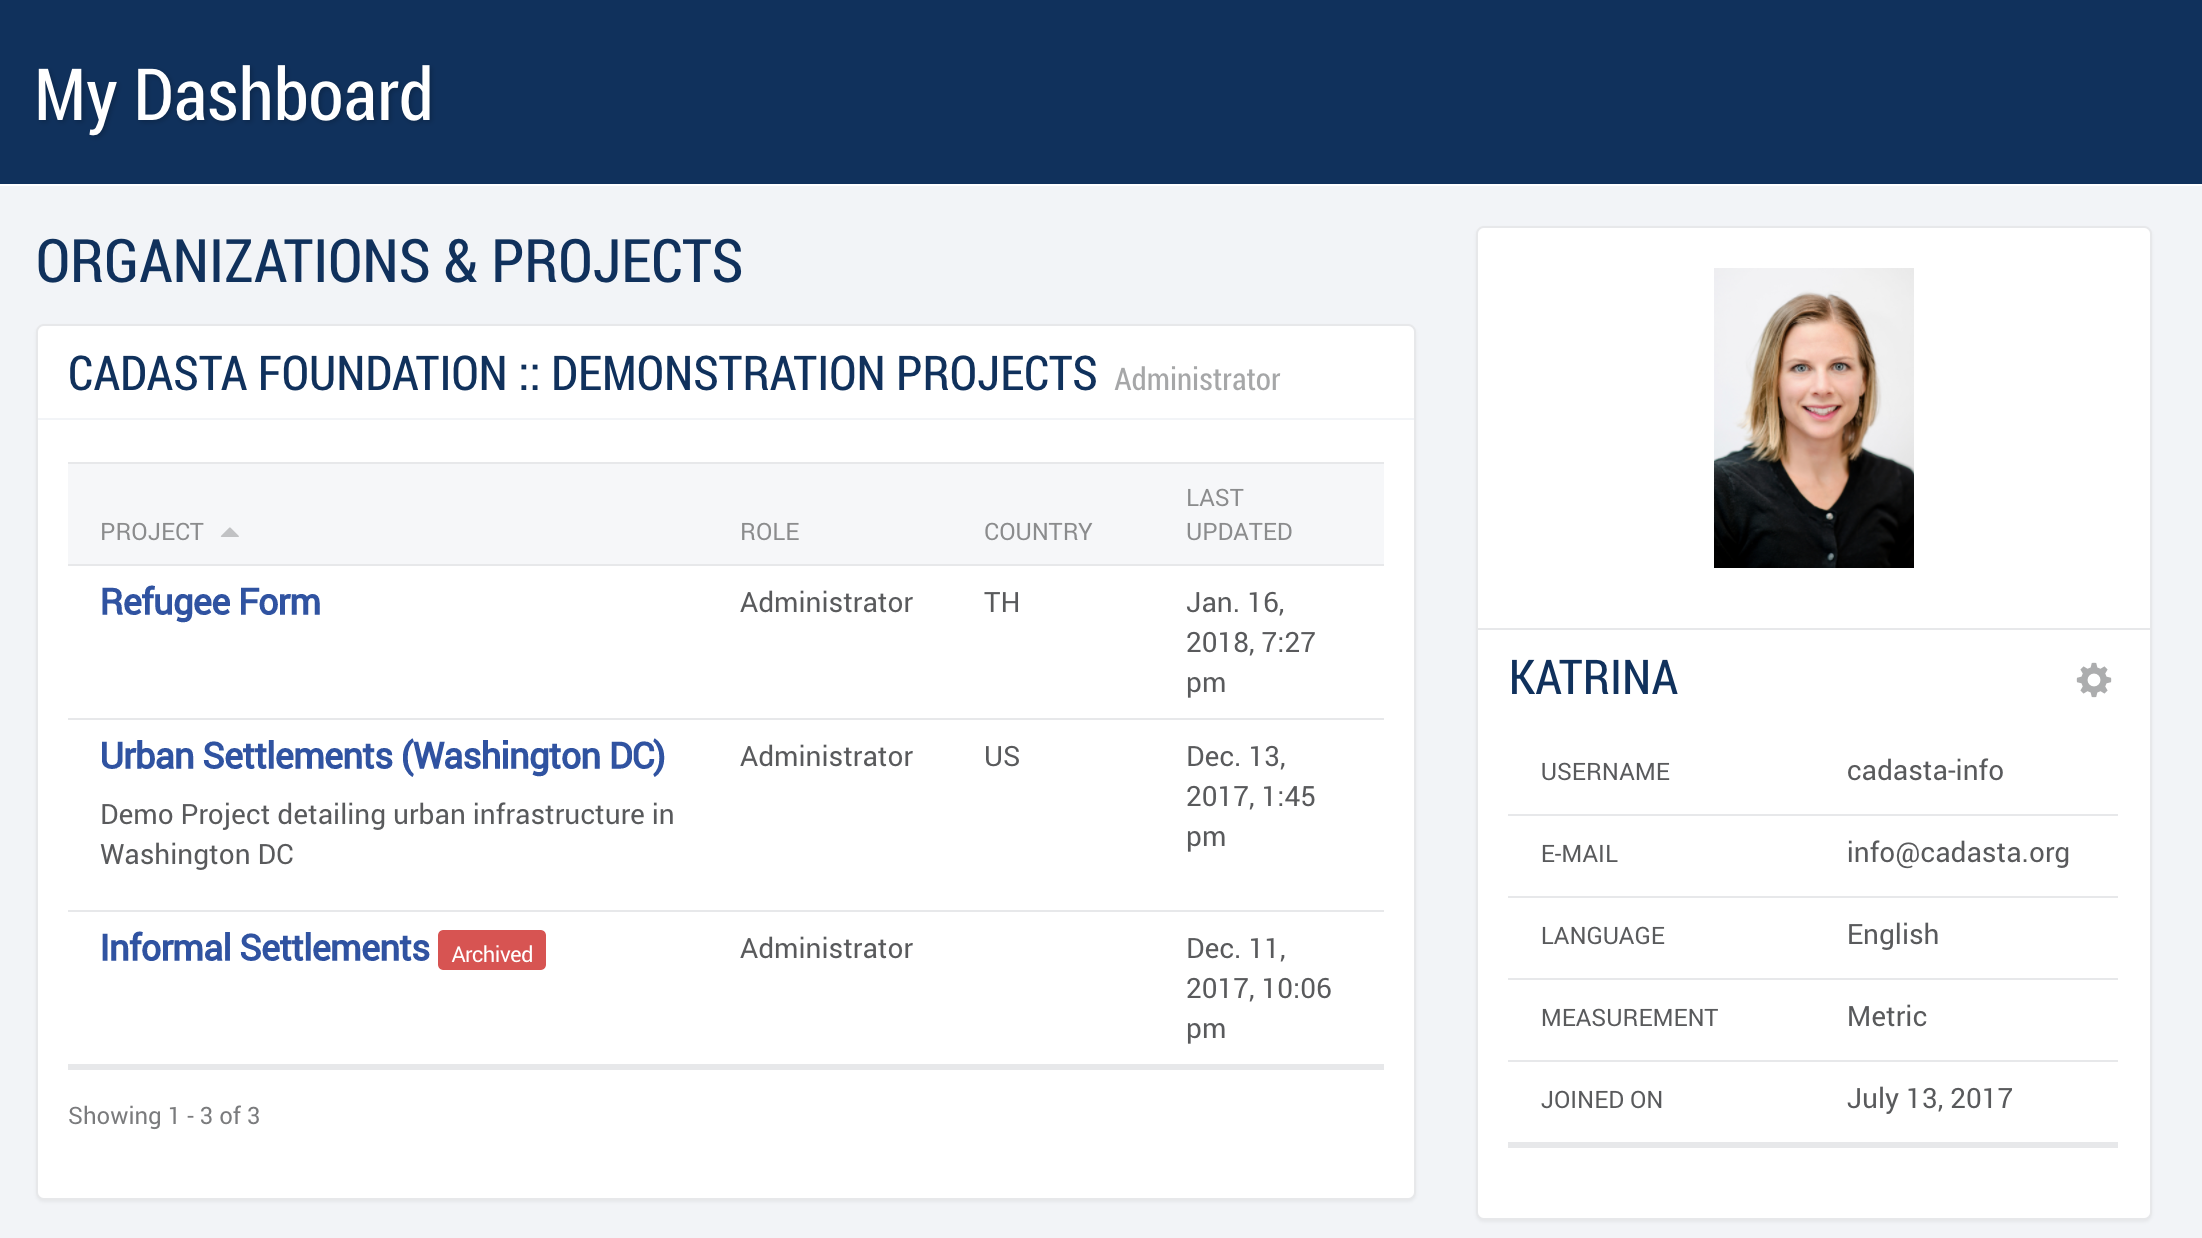 My Dashboard
ORGANIZATIONS & PROJECTS
CADASTA FOUNDATION :: DEMONSTRATION PROJECTS Administrator
PROJECT ROLE COUNTRY LAST UPDATED
Refugee Form Administrator TH Jan. 16,
2018, 7:27
pm
Urban Settlements (Washington DC) Administrator US Dec. 13,
2017, 1:45
pm
Demo Project detailing urban infrastructure in
Washington DC
Informal Settlements Archived Administrator Dec. 11,
2017, 10:06
pm
Showing 1 - 3 of 3
KATRINA
USERNAME cadasta-info
E-MAIL info@cadasta.org
LANGUAGE English
MEASUREMENT Metric
JOINED ON July 13, 2017